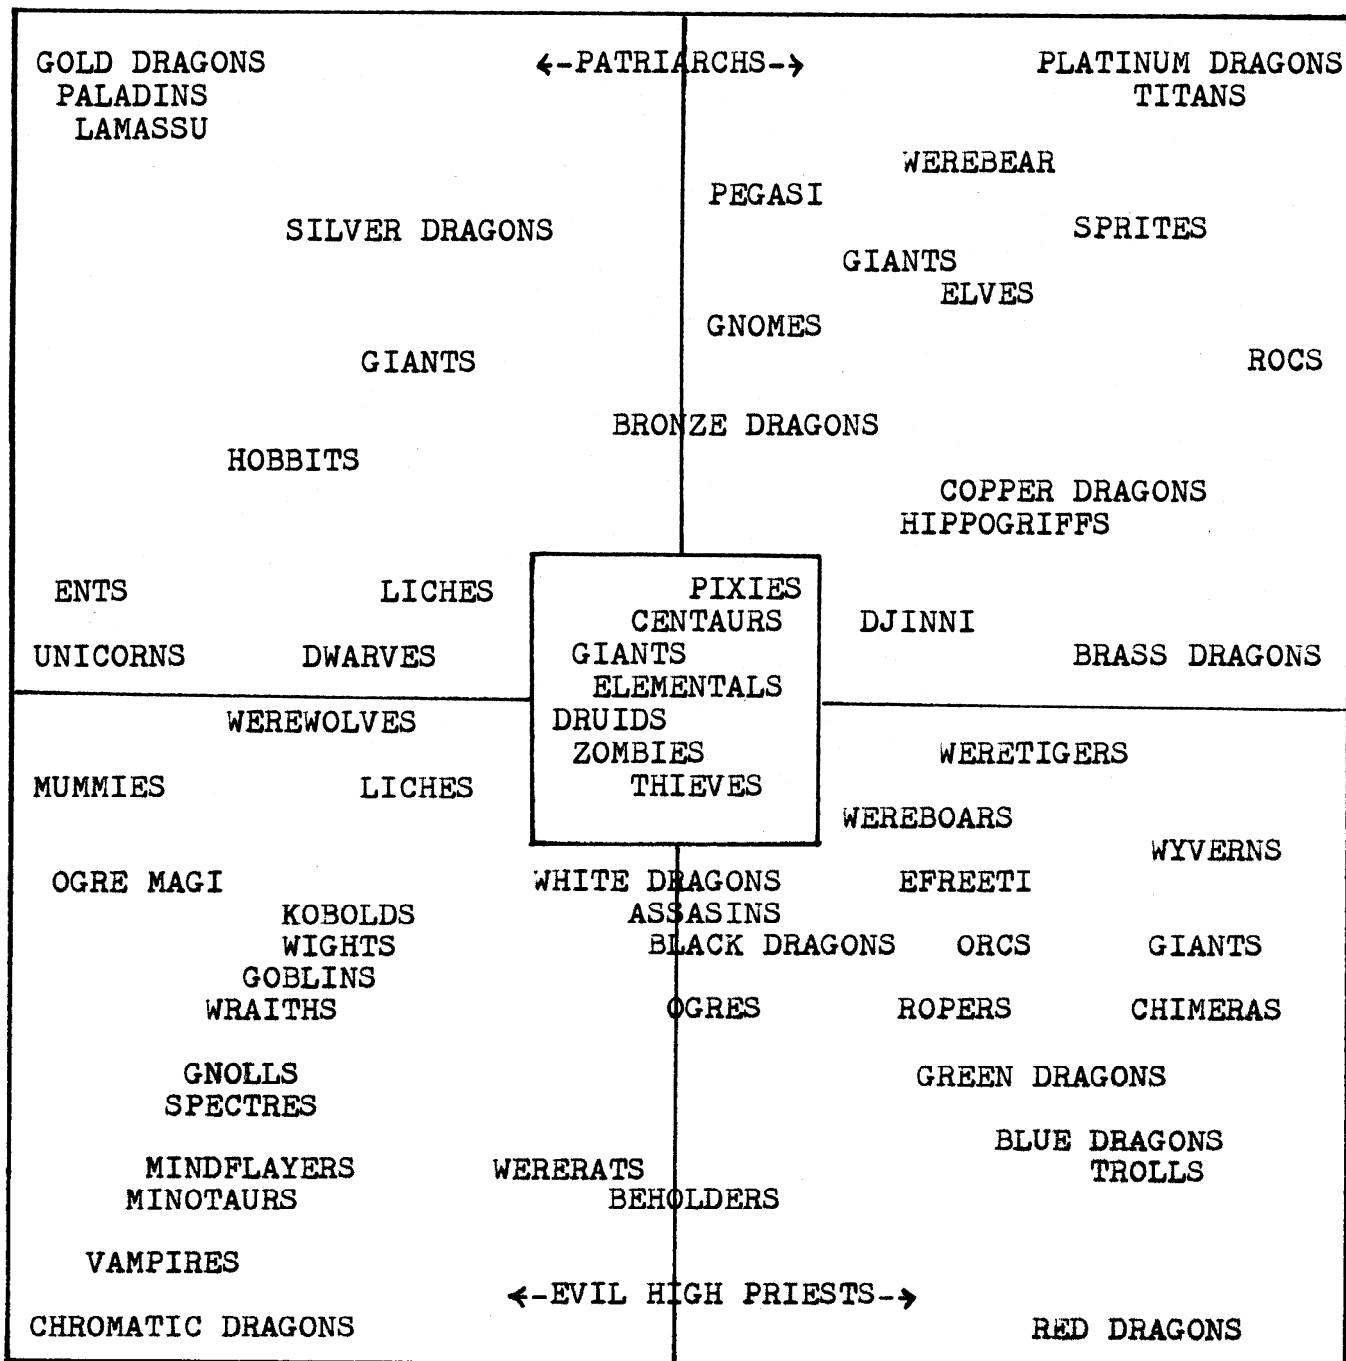 GOLD DRAGONS ←-PATRIARCHS-→ PLATINUM DRAGONS
PALADINS TITANS
LAMASSU
WEREBEAR
PEGASI
SILVER DRAGONS SPRITES
GIANTS
ELVES
GNOMES
GIANTS ROCS
BRONZE DRAGONS
HOBBITS
COPPER DRAGONS
HIPPOGRIFFS
ENTS LICHES PIXIES
CENTAURS DJINNI
UNICORNS DWARVES GIANTS BRASS DRAGONS
ELEMENTALS
WEREWOLVES DRUIDS
ZOMBIES WERETIGERS
MUMMIES LICHES THIEVES
WEREBOARS
WYVERNS
OGRE MAGI WHITE DRAGONS EFREETI
KOBOLDS ASSASINS
WIGHTS BLACK DRAGONS ORCS GIANTS
GOBLINS
WRAITHS OGRES ROPERS CHIMERAS
GNOLLS GREEN DRAGONS
SPECTRES
BLUE DRAGONS
MINDFLAYERS WERERATS TROLLS
MINOTAURS BEHOLDERS
VAMPIRES
←-EVIL HIGH PRIESTS-→
CHROMATIC DRAGONS RED DRAGONS